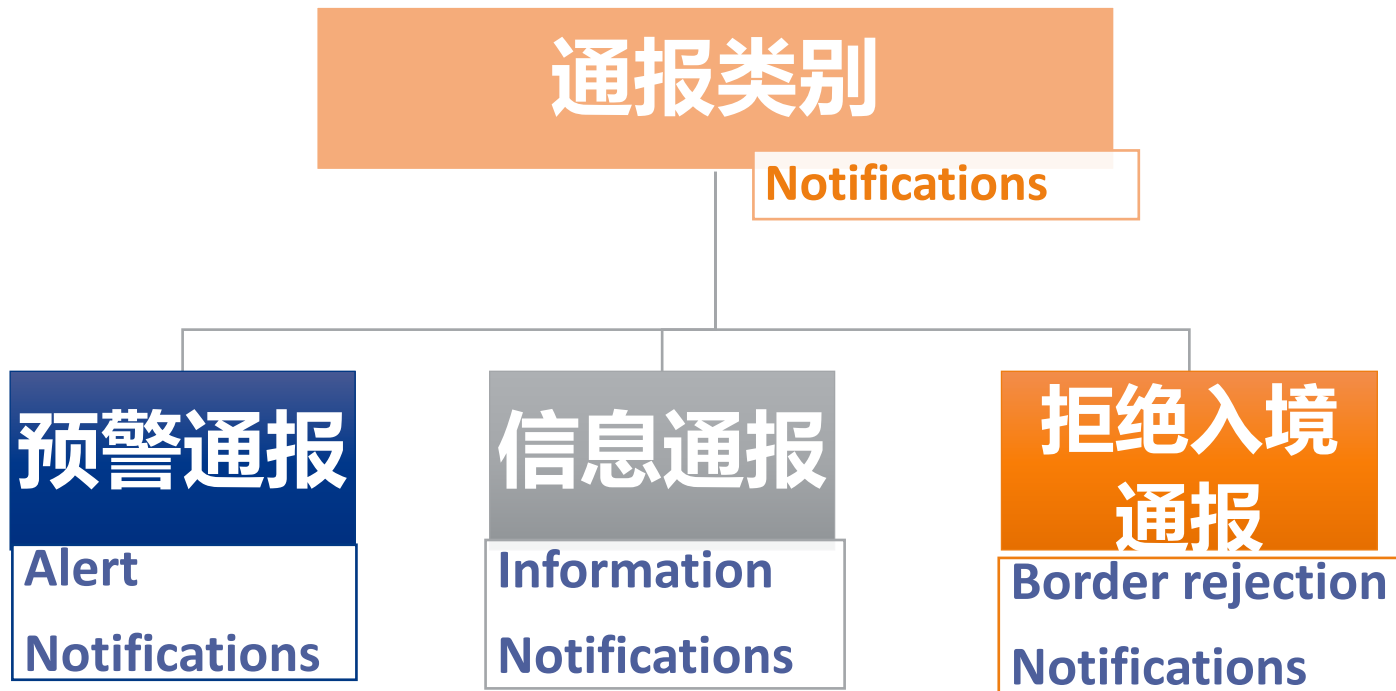 通报类别
Notifications
预警通报
Alert
Notifications
信息通报
Information
Notifications
拒绝入境
通报
Border rejection
Notifications